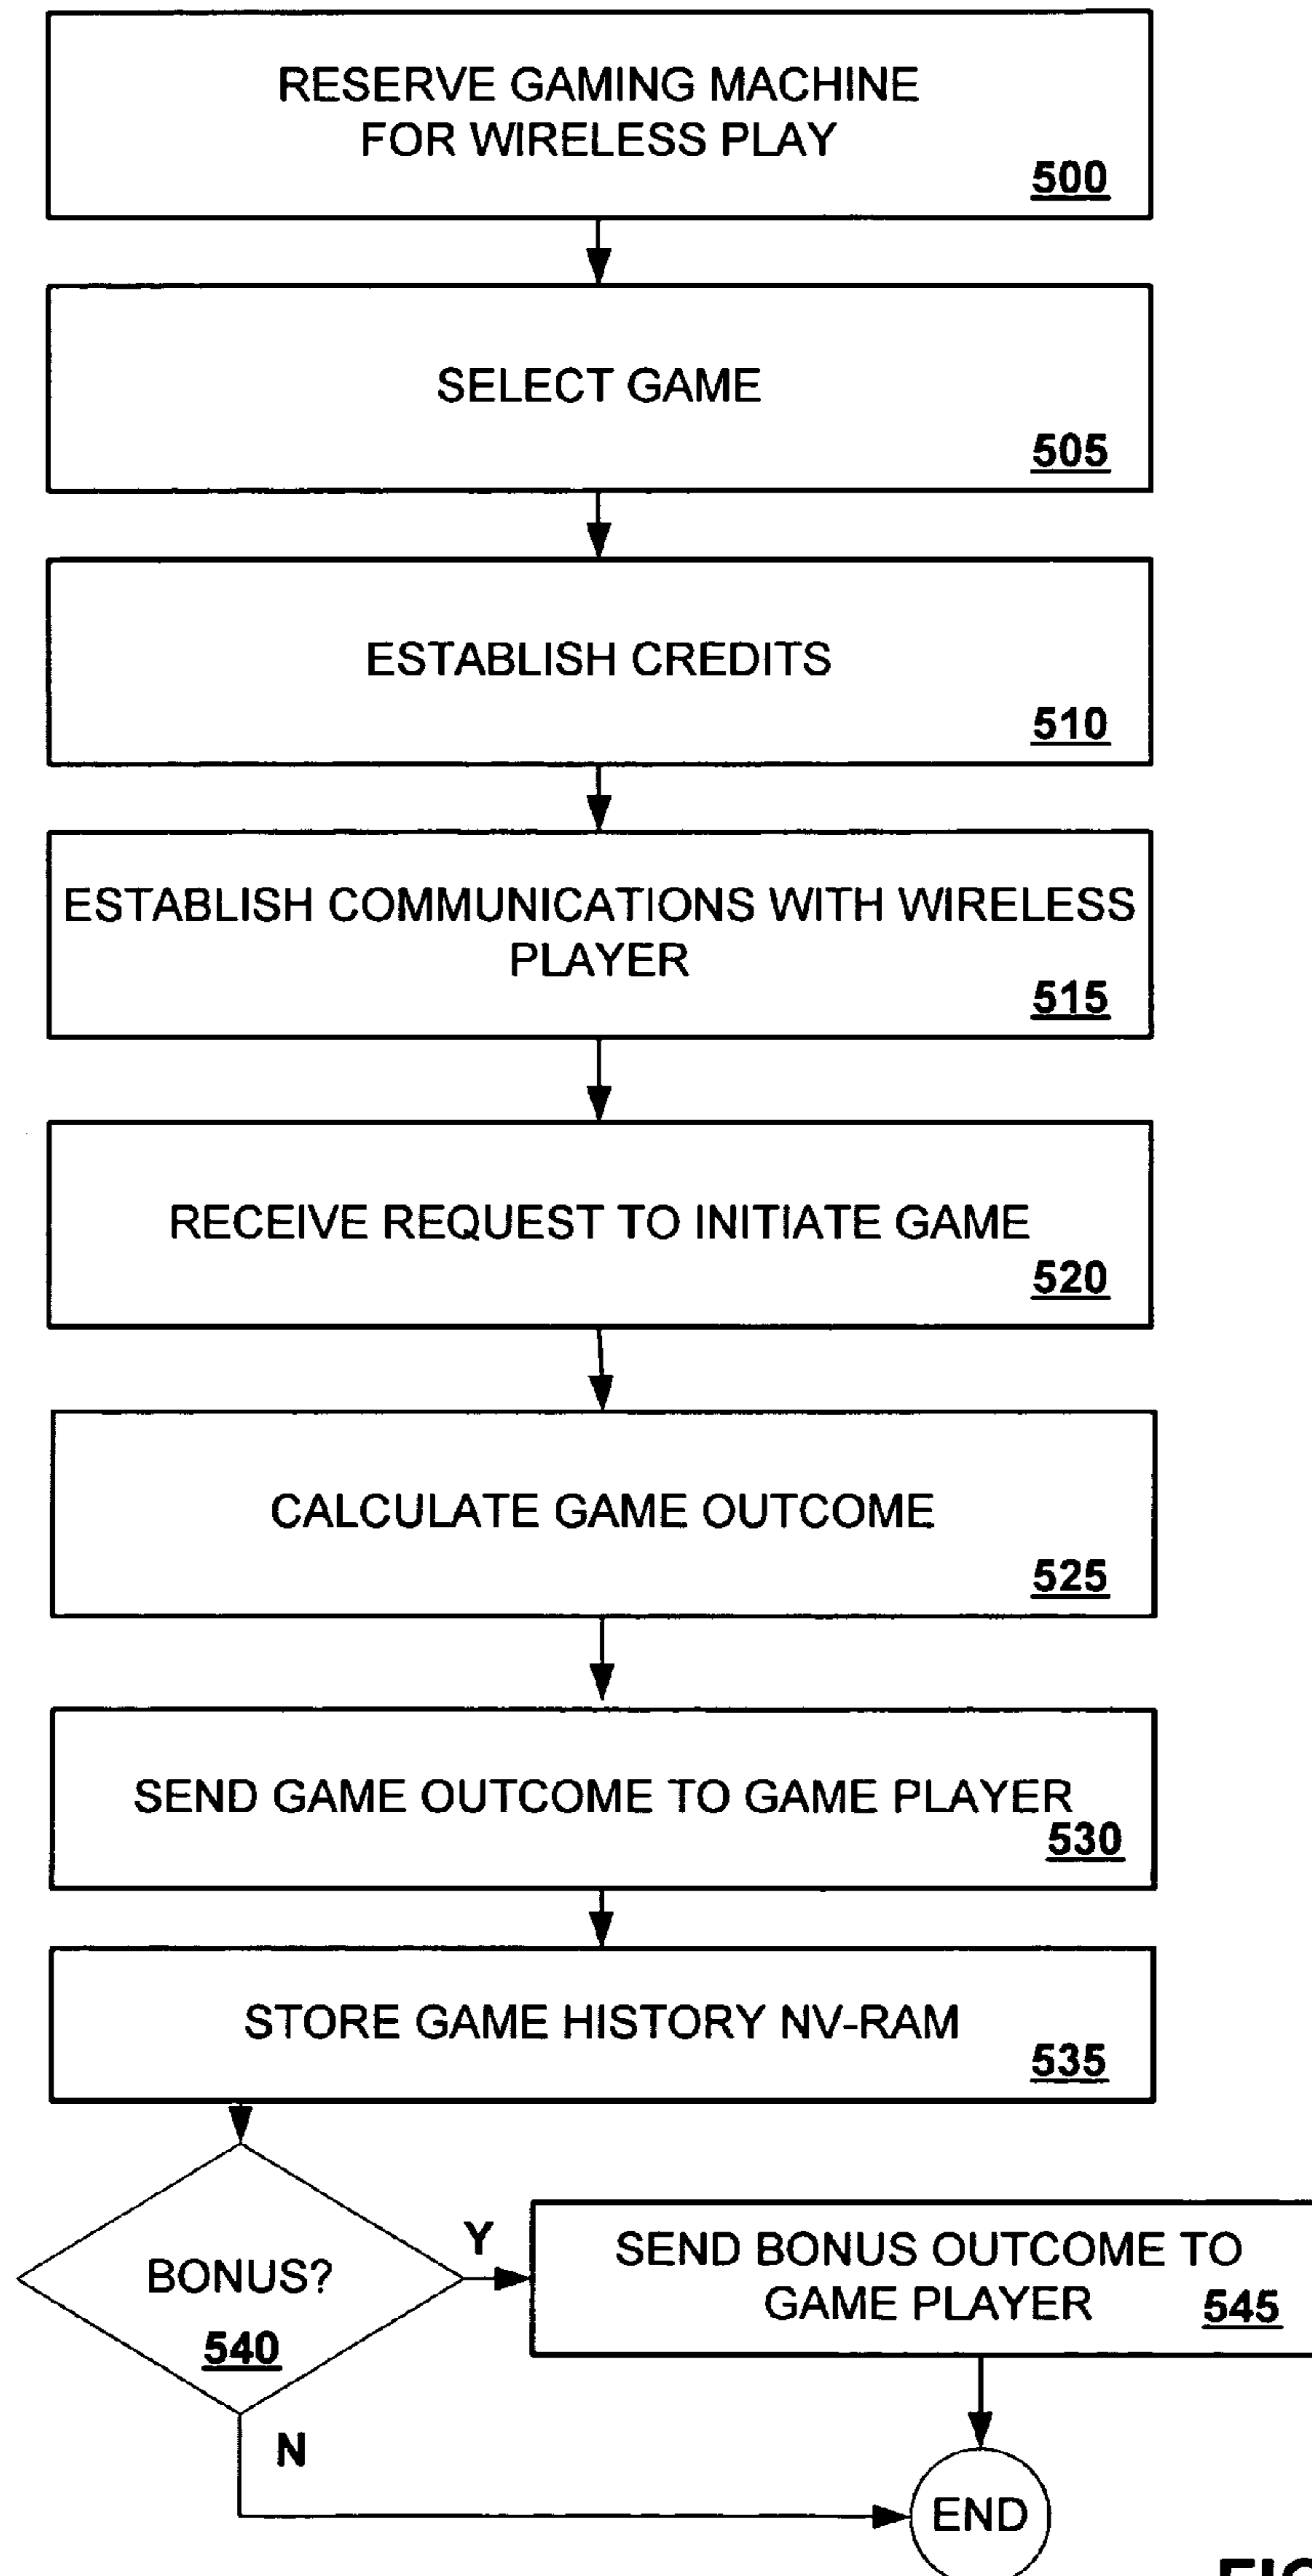 RESERVE GAMING MACHINE
FOR WIRELESS PLAY
500
SELECT GAME
505
ESTABLISH CREDITS
510
ESTABLISH COMMUNICATIONS WITH WIRELESS
PLAYER
515
RECEIVE REQUEST TO INITIATE GAME
520
CALCULATE GAME OUTCOME
525
SEND GAME OUTCOME TO GAME PLAYER
530
STORE GAME HISTORY NV-RAM
535
BONUS?
540
Y
SEND BONUS OUTCOME TO
GAME PLAYER 545
N
END